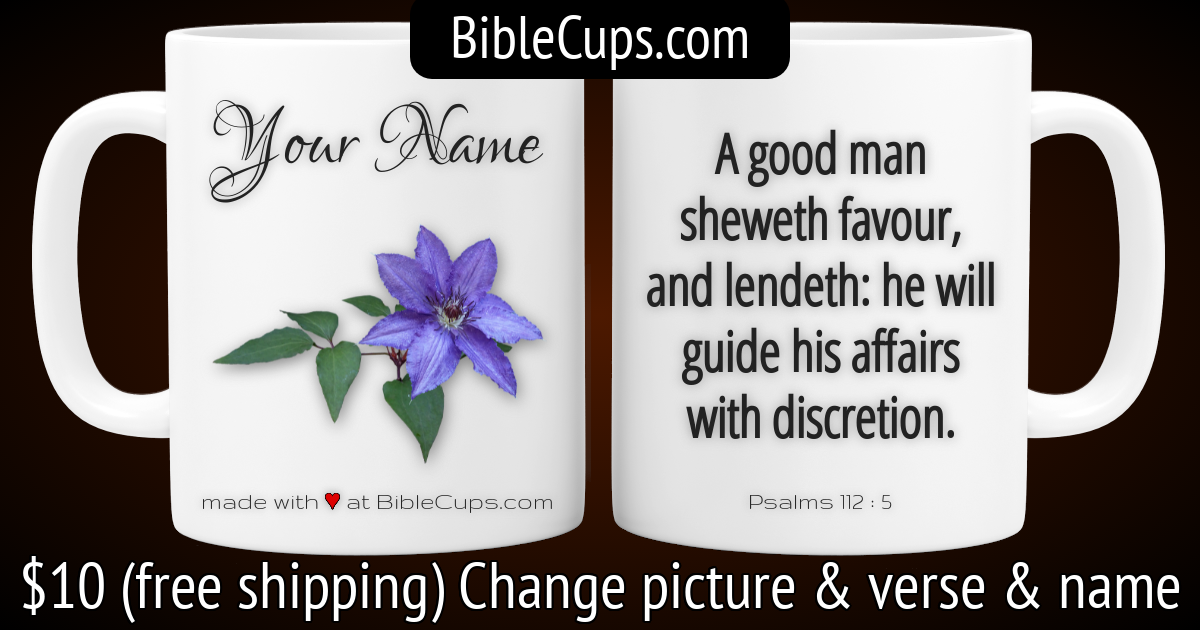 BibleCups.com
Your Name
made with ♥ at BibleCups.com
A good man
sheweth favour,
and lendeth: he will
guide his affairs
with discretion.
Psalms 112 : 5
$10 (free shipping) Change picture & verse & name